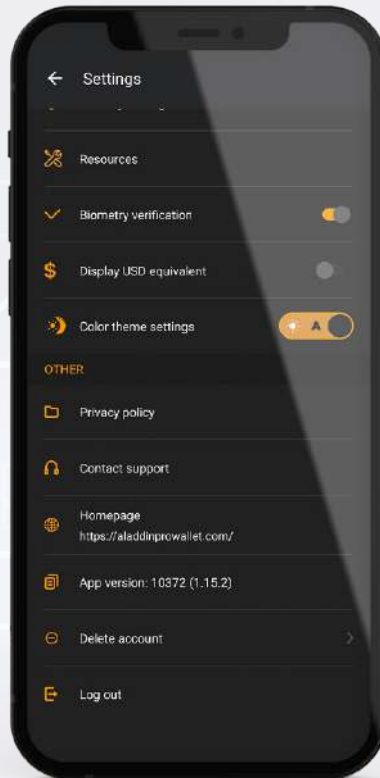 Settings
Resources
Biometry verification
Display USD equivalent
Color theme settings
A
OTHER
Privacy policy
Contact support
Homepage
https://aladdinprowallet.com/
App version: 10372 (1.15.2)
Delete account
Log out